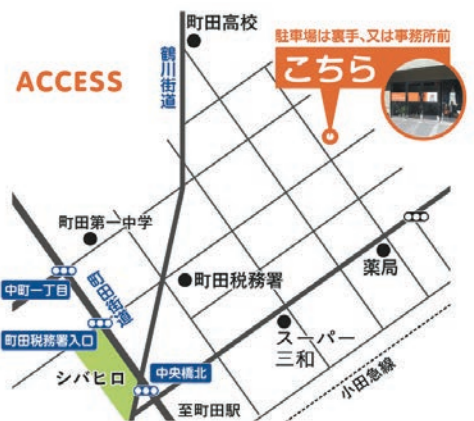 町田高校
駐車場は裏手、又は事務所前
こちら
ACCESS
鶴川街道
町田第一中学
町田税務署
薬局
中町一丁目
町田街道
町田税務署入口
スーパー
三和
シバヒロ
中央橋北
小田急線
至町田駅